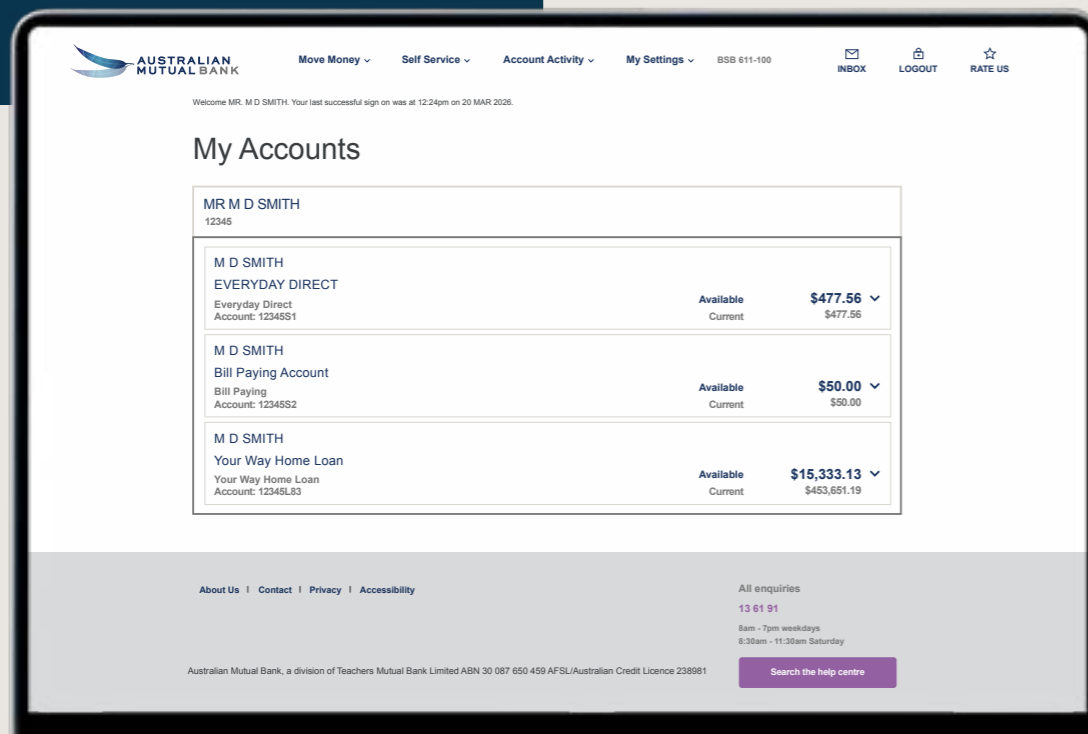 AUSTRALIAN
MUTUAL BANK
Move Money
Self Service
Account Activity
My Settings
BSB 611-100
INBOX
LOGOUT
RATE US
Welcome MR. M D SMITH. Your last successful sign on was at 12:24pm on 20 MAR 2026.
My Accounts
MR M D SMITH
12345
M D SMITH
EVERYDAY DIRECT
Everyday Direct
Account: 12345S1
Available $477.56
Current $477.56
M D SMITH
Bill Paying Account
Bill Paying
Account: 12345S2
Available $50.00
Current $50.00
M D SMITH
Your Way Home Loan
Your Way Home Loan
Account: 12345L83
Available $15,333.13
Current $453,651.19
About Us | Contact | Privacy | Accessibility
All enquiries
13 61 91
8am - 7pm weekdays
8:30am - 11:30am Saturday
Australian Mutual Bank, a division of Teachers Mutual Bank Limited ABN 30 087 650 459 AFSL/Australian Credit Licence 238981
Search the help centre